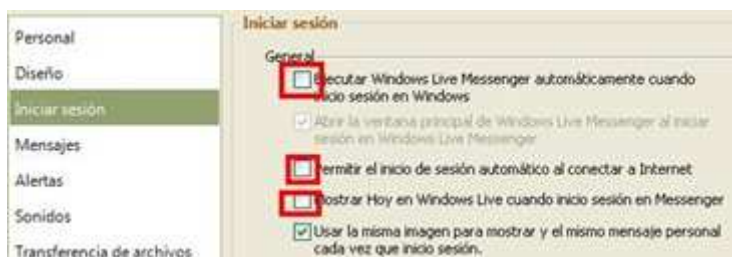 Personal
Diseño
Iniciar sesión
Mensajes
Alertas
Sonidos
Transferencia de archivos
Iniciar sesión
General
Ejecutar Windows Live Messenger automáticamente cuando
inicio sesión en Windows
Abrir la ventana principal de Windows Live Messenger al iniciar
sesión en Windows Live Messenger
Permitir el inicio de sesión automático al conectar a Internet
Mostrar Hoy en Windows Live cuando inicio sesión en Messenger
Usar la misma imagen para mostrar y el mismo mensaje personal
cada vez que inicio sesión.